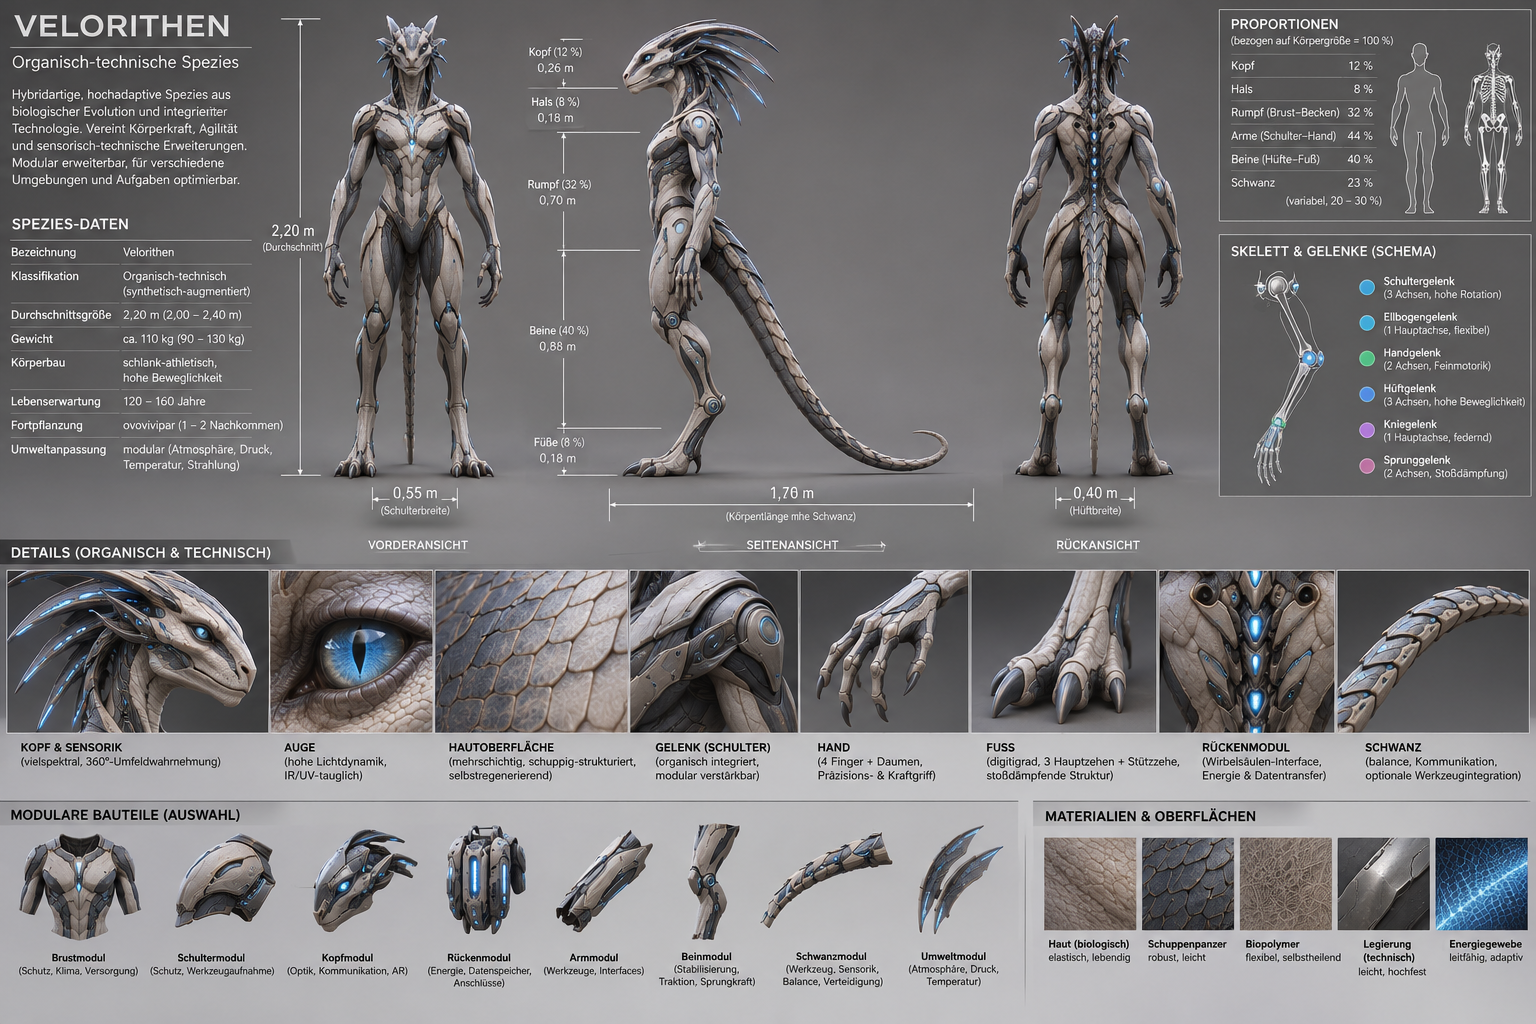 VELORITHEN
Organisch-technische Spezies
Hybridartige, hochadaptive Spezies aus
biologischer Evolution und integrierter
Technologie. Vereint Körperkraft, Agilität
und sensorisch-technische Erweiterungen.
Modular erweiterbar, für verschiedene
Umgebungen und Aufgaben optimierbar.
SPEZIES-DATEN
Bezeichnung Velorithen
Klassifikation Organisch-technisch
(synthetisch-augmentiert)
Durchschnittsgröße 2,20 m (2,00 – 2,40 m)
Gewicht ca. 110 kg (90 – 130 kg)
Körperbau schlank-athletisch,
hohe Beweglichkeit
Lebenserwartung 120 – 160 Jahre
Fortpflanzung ovovivipar (1 – 2 Nachkommen)
Umweltanpassung modular (Atmosphäre, Druck,
Temperatur, Strahlung)
2,20 m
(Durchschnitt)
0,55 m
(Schulterbreite)
VORDERANSICHT
Kopf (12 %)
0,26 m
Hals (8 %)
0,18 m
Rumpf (32 %)
0,70 m
Beine (40 %)
0,88 m
Füße (8 %)
0,18 m
1,76 m
(Körpentlänge mhe Schwanz)
SEITENANSICHT
0,40 m
(Hüftbreite)
RÜCKANSICHT
PROPORTIONEN
(bezogen auf Körpergröße = 100 %)
Kopf 12 %
Hals 8 %
Rumpf (Brust–Becken) 32 %
Arme (Schulter–Hand) 44 %
Beine (Hüfte–Fuß) 40 %
Schwanz 23 %
(variabel, 20 – 30 %)
SKELETT & GELENKE (SCHEMA)
Schultergelenk
(3 Achsen, hohe Rotation)
Ellbogengelenk
(1 Hauptachse, flexibel)
Handgelenk
(2 Achsen, Feinmotorik)
Hüftgelenk
(3 Achsen, hohe Beweglichkeit)
Kniegelenk
(1 Hauptachse, federnd)
Sprunggelenk
(2 Achsen, Stoßdämpfung)
DETAILS (ORGANISCH & TECHNISCH)
KOPF & SENSORIK
(vielspektral, 360°-Umfeldwahrnehmung)
AUGE
(hohe Lichtdynamik,
IR/UV-tauglich)
HAUTOBERFLÄCHE
(mehrschichtig, schuppig-strukturiert,
selbstregenerierend)
GELENK (SCHULTER)
(organisch integriert,
modular verstärkbar)
HAND
(4 Finger + Daumen,
Präzisions- & Kraftgriff)
FUSS
(digitigrad, 3 Hauptzehen + Stützzehe,
stoßdämpfende Struktur)
RÜCKENMODUL
(Wirbelsäulen-Interface,
Energie & Datentransfer)
SCHWANZ
(balance, Kommunikation,
optionale Werkzeugintegration)
MODULARE BAUTEILE (AUSWAHL)
Brustmodul
(Schutz, Klima, Versorgung)
Schultermodul
(Schutz, Werkzeugaufnahme)
Kopfmodul
(Optik, Kommunikation, AR)
Rückenmodul
(Energie, Datenspeicher,
Anschlüsse)
Armmodul
(Werkzeuge, Interfaces)
Beinmodul
(Stabilisierung,
Traktion, Sprungkraft)
Schwanzmodul
(Werkzeug, Sensorik,
Balance, Verteidigung)
Umweltmodul
(Atmosphäre, Druck,
Temperatur)
MATERIALIEN & OBERFLÄCHEN
Haut (biologisch)
elastisch, lebendig
Schuppenpanzer
robust, leicht
Biopolymer
flexibel, selbstheilend
Legierung
(technisch)
leicht, hochfest
Energiegewebe
leitfähig, adaptiv